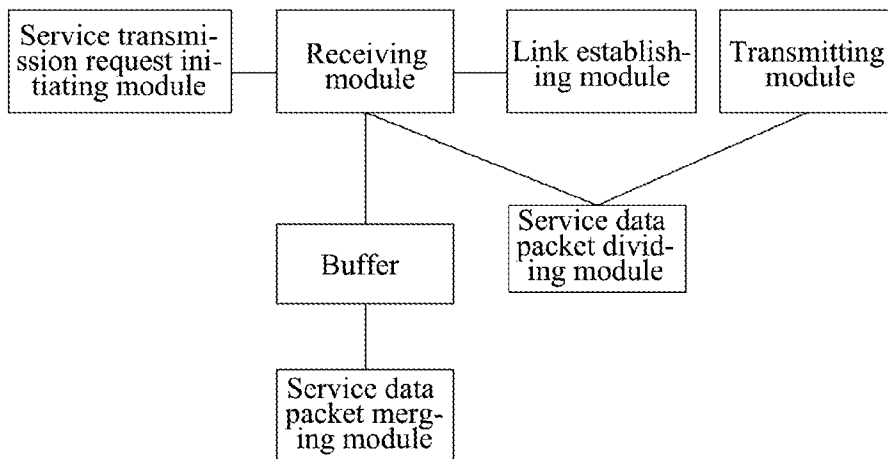 Service transmi-
ssion request ini-
tiating module
Receiving
module
Link establish-
ing module
Transmitting
module
Buffer
Service data
packet divid-
ing module
Service data
packet merg-
ing module